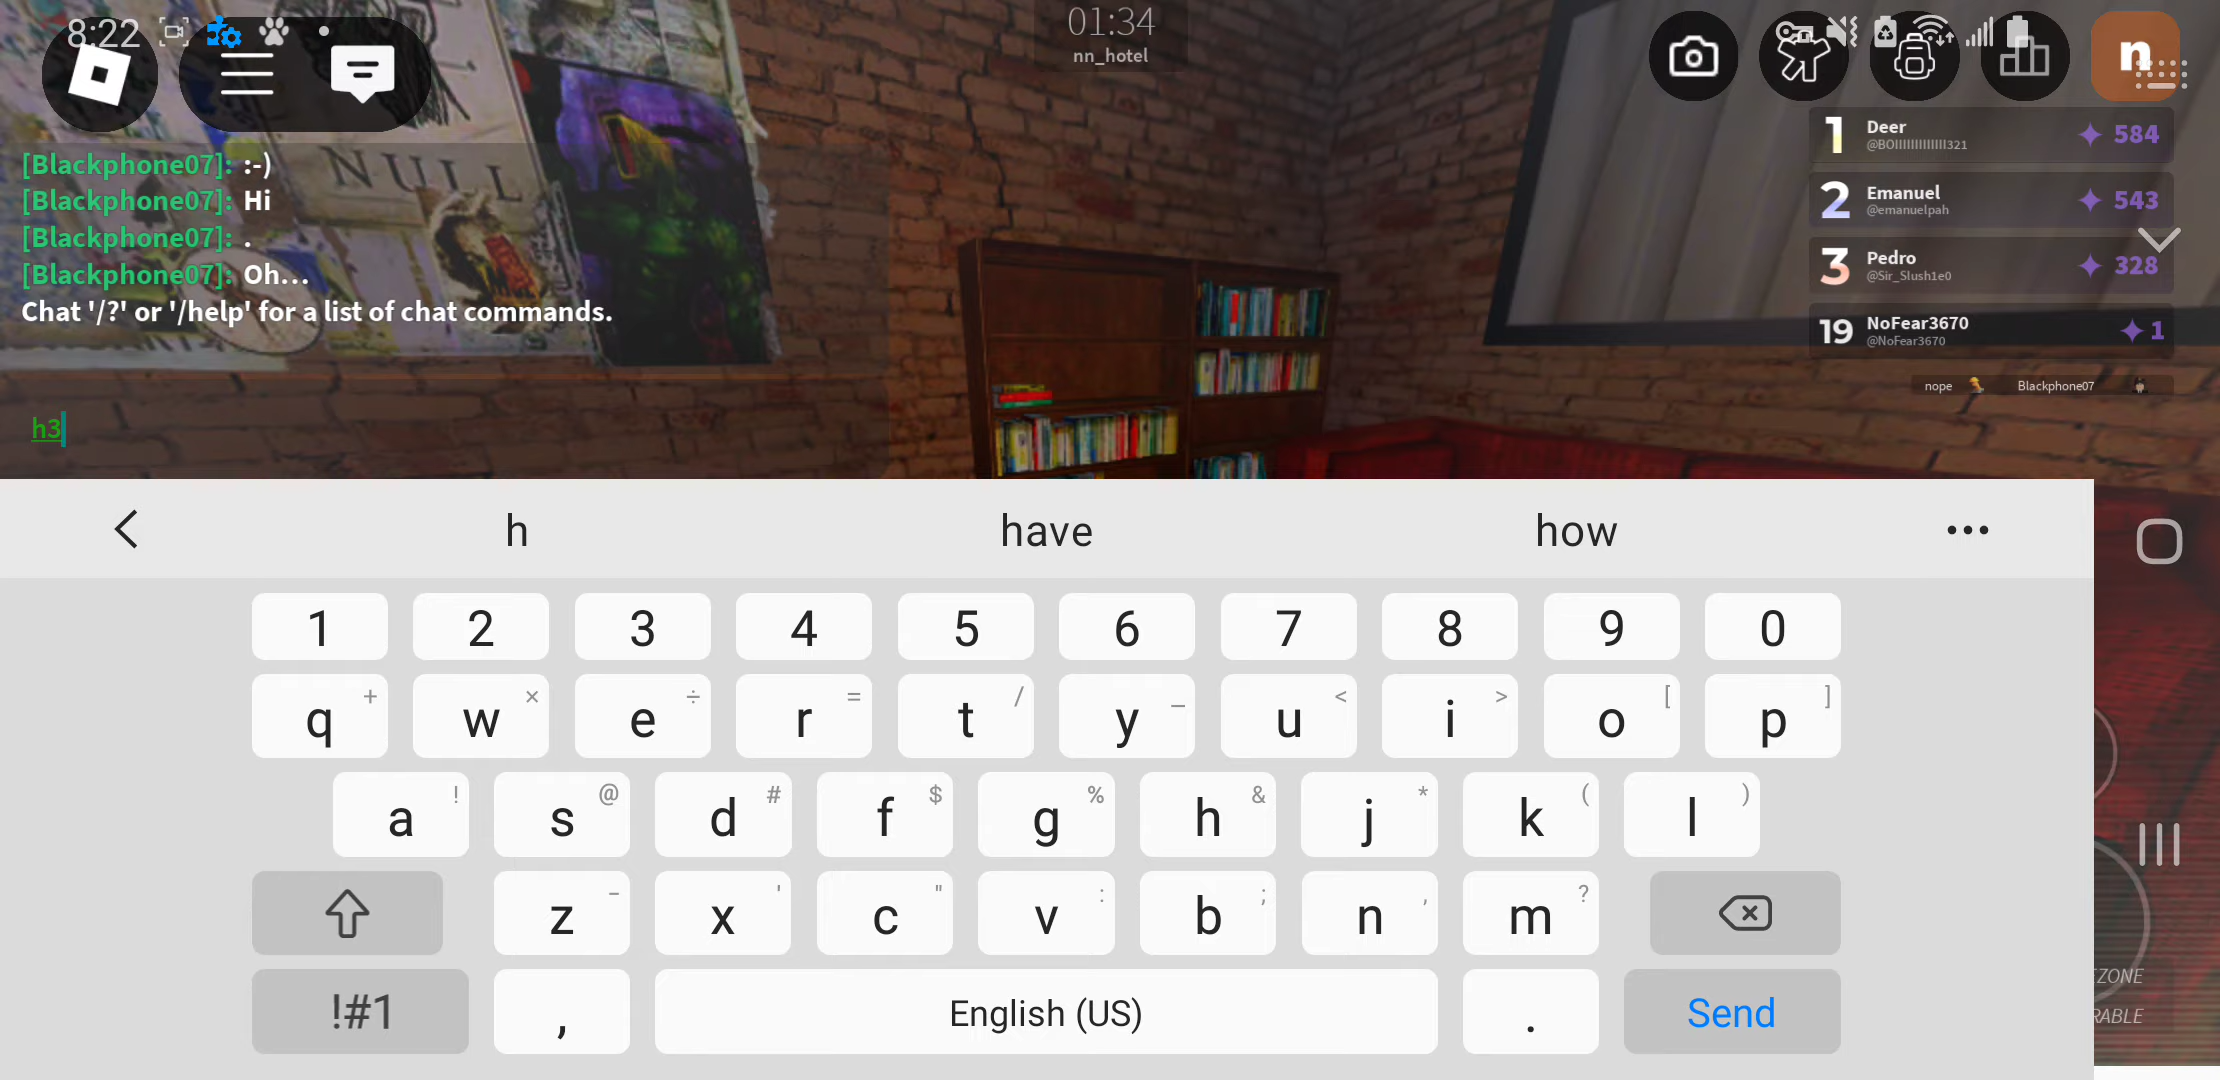 8:22
01:34
nn_hotel
n
NULL
[Blackphone07]: :-)
[Blackphone07]: Hi
[Blackphone07]: .
[Blackphone07]: Oh...
Chat '/?' or '/help' for a list of chat commands.
h3
1 Deer 584
@BOIIIIIIIIIIIII321
2 Emanuel 543
@emanuelpah
3 Pedro 328
@Sir_Slush1e0
19 NoFear3670 1
@NoFear3670
nope Blackphone07
h have how •••
1 2 3 4 5 6 7 8 9 0
q + w × e ÷ r = t / y _ u < i > o [ p ]
a ! s @ d # f $ g % h & j * k ( l )
z - x ' c " v : b ; n , m ?
!#1 , English (US) . Send
EZONE
RABLE